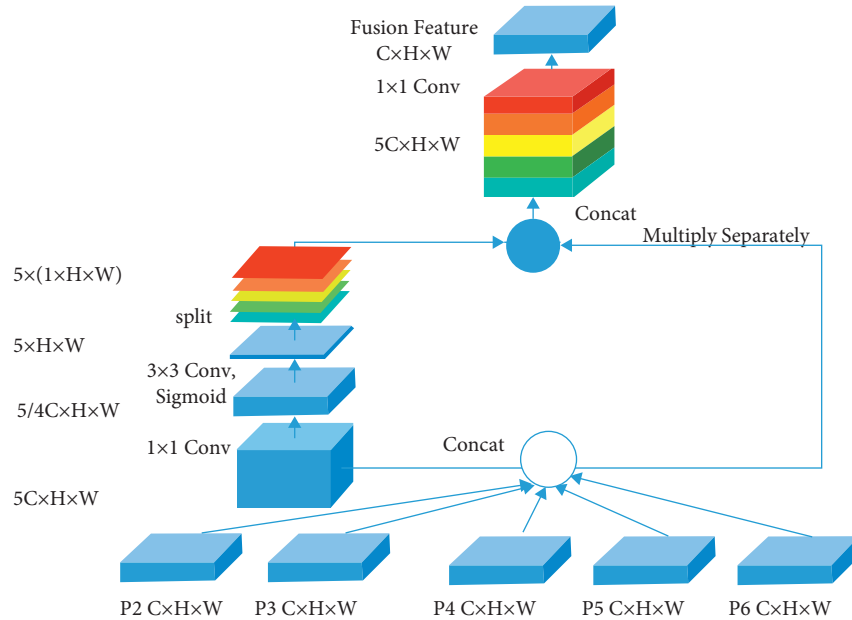 Fusion Feature
C×H×W
1×1 Conv
5C×H×W
Concat
Multiply Separately
5×(1×H×W)
split
5×H×W
3×3 Conv,
Sigmoid
5/4C×H×W
1×1 Conv
Concat
5C×H×W
P2 C×H×W
P3 C×H×W
P4 C×H×W
P5 C×H×W
P6 C×H×W